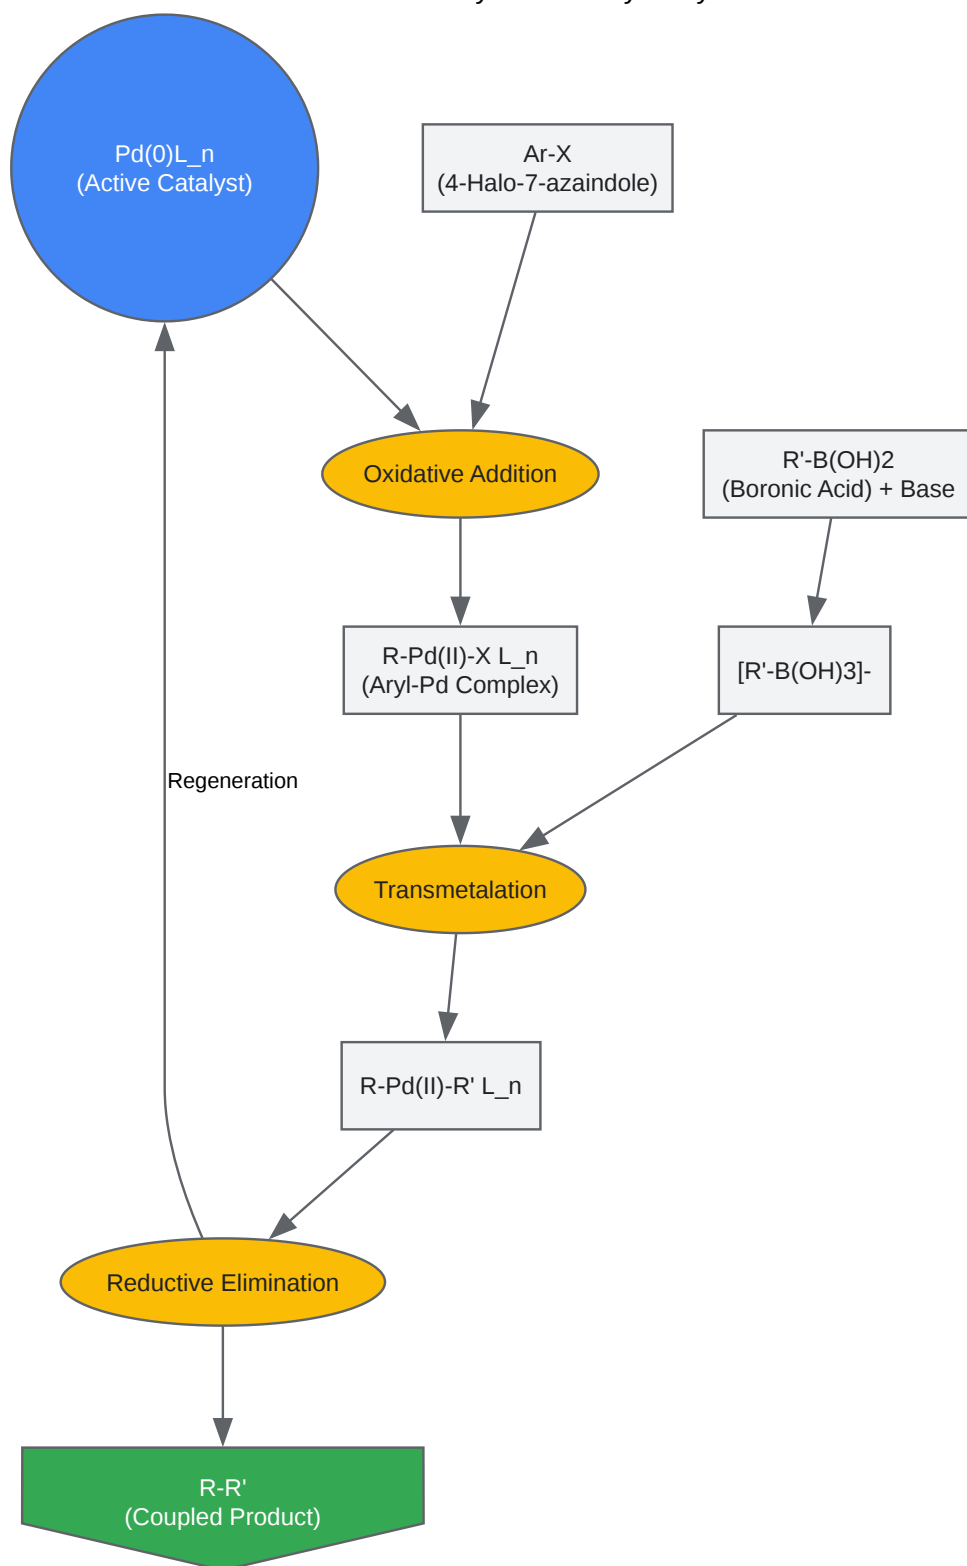 Pd(0)L_n
(Active Catalyst)
Ar-X
(4-Halo-7-azaindole)
Oxidative Addition
R'-B(OH)2
(Boronic Acid) + Base
R-Pd(II)-X L_n
(Aryl-Pd Complex)
[R'-B(OH)3]-
Regeneration
Transmetalation
R-Pd(II)-R' L_n
Reductive Elimination
R-R'
(Coupled Product)